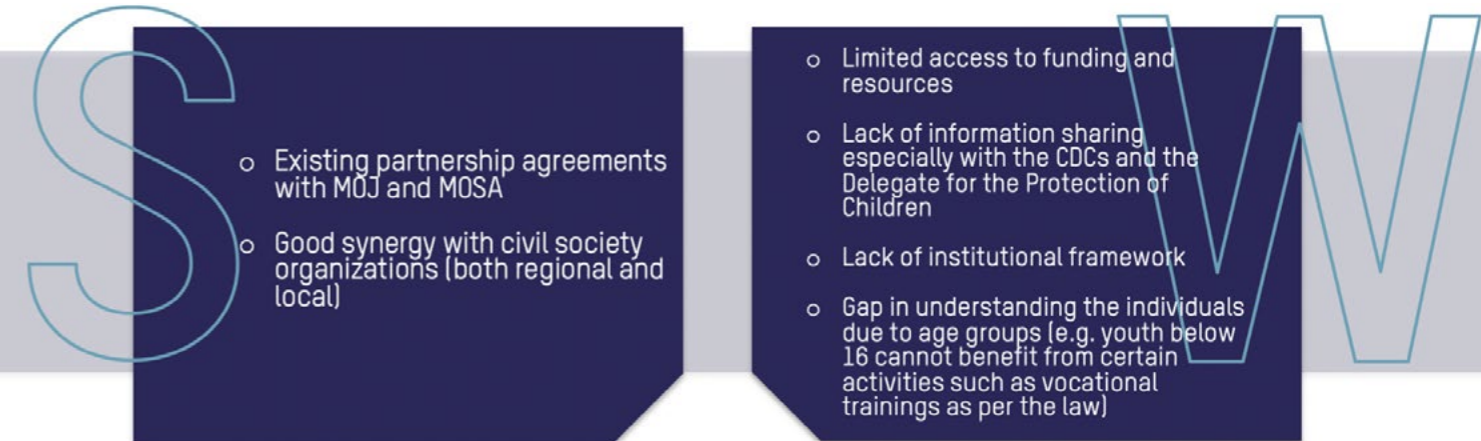 S
○ Existing partnership agreements
with MOJ and MOSA
○ Good synergy with civil society
organizations (both regional and
local)
W
○ Limited access to funding and
resources
○ Lack of information sharing
especially with the CDCs and the
Delegate for the Protection of
Children
○ Lack of institutional framework
○ Gap in understanding the individuals
due to age groups (e.g. youth below
16 cannot benefit from certain
activities such as vocational
trainings as per the law)